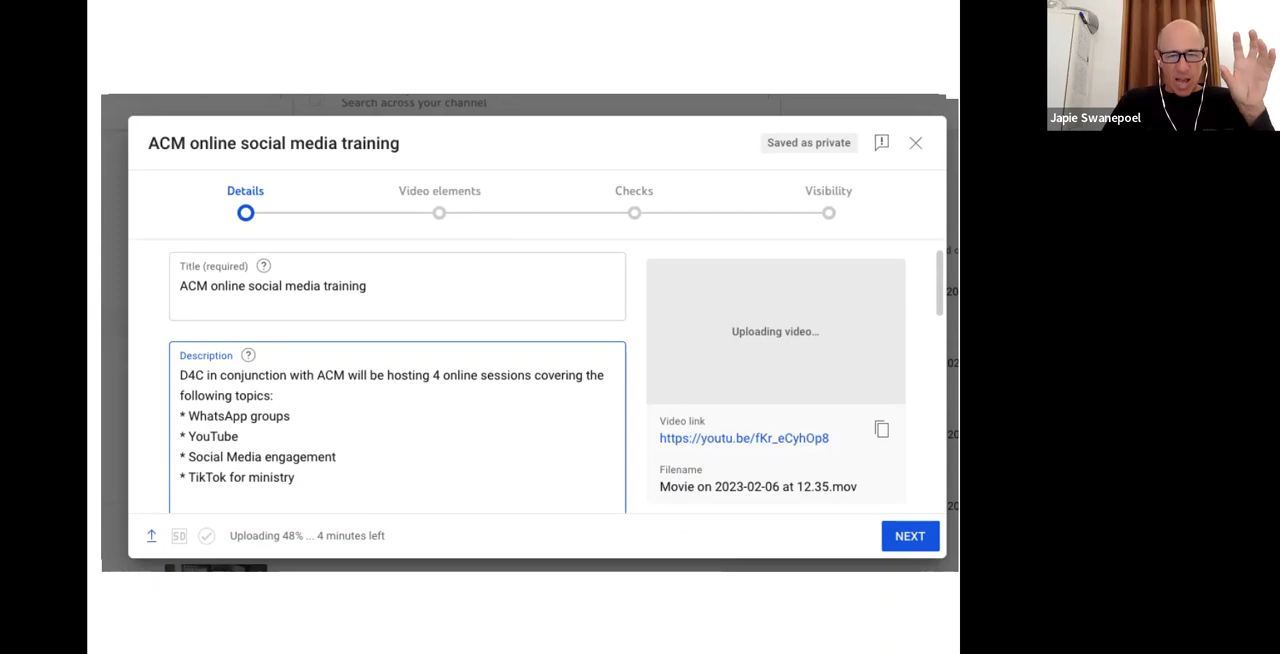 Search across your channel
ACM online social media training
Saved as private
Details
Video elements
Checks
Visibility
Title (required) ?
ACM online social media training
Description ?
D4C in conjunction with ACM will be hosting 4 online sessions covering the
following topics:
* WhatsApp groups
* YouTube
* Social Media engagement
* TikTok for ministry
Uploading video...
Video link
https://youtu.be/fKr_eCyhOp8
Filename
Movie on 2023-02-06 at 12.35.mov
SD
Uploading 48% ... 4 minutes left
NEXT
Japie Swanepoel